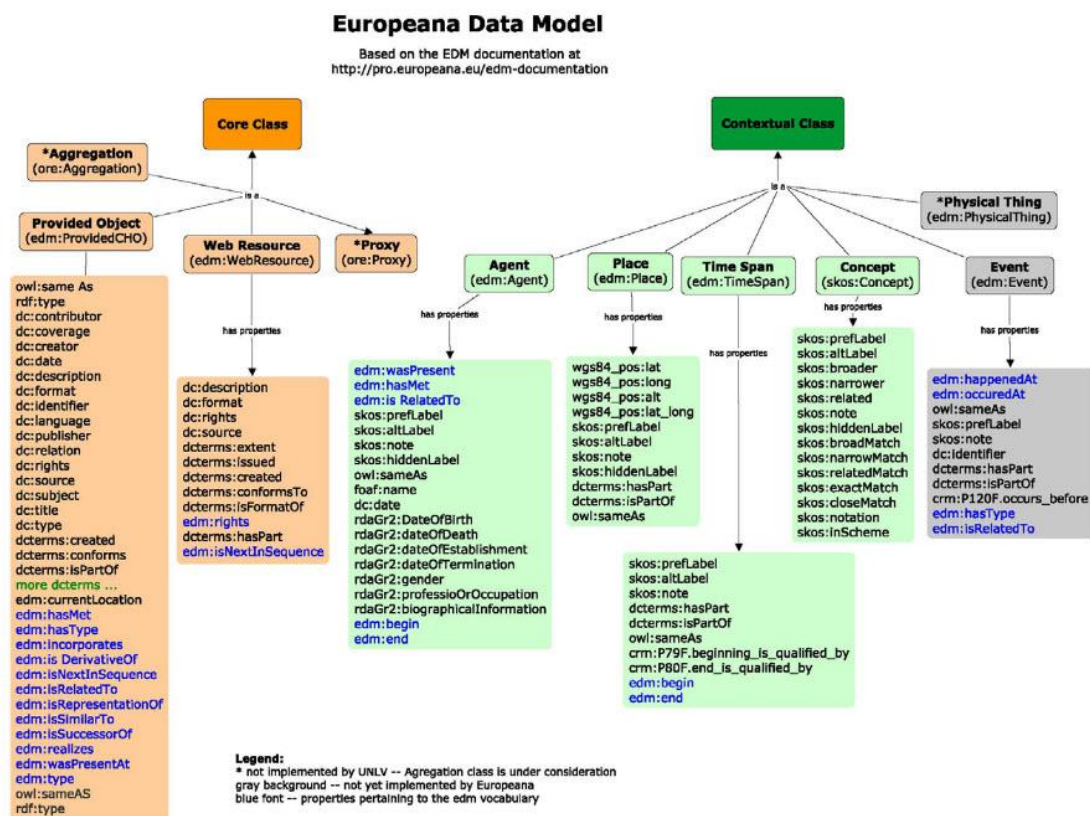 Europeana Data Model
Based on the EDM documentation at
http://pro.europeana.eu/edm-documentation
Core Class
Contextual Class
*Aggregation
(ore:Aggregation)
is a
is a
*Physical Thing
(edm:PhysicalThing)
Provided Object
(edm:ProvidedCHO)
Web Resource
(edm:WebResource)
*Proxy
(ore:Proxy)
Agent
(edm:Agent)
Place
(edm:Place)
Time Span
(edm:TimeSpan)
Concept
(skos:Concept)
Event
(edm:Event)
has properties
has properties
has properties
has properties
has properties
has properties
owl:same As
rdf:type
dc:contributor
dc:coverage
dc:creator
dc:date
dc:description
dc:format
dc:identifier
dc:language
dc:publisher
dc:relation
dc:rights
dc:source
dc:subject
dc:title
dc:type
dcterms:created
dcterms:conforms
dcterms:isPartOf
more dcterms ...
edm:currentLocation
edm:hasMet
edm:hasType
edm:incorporates
edm:is DerivativeOf
edm:isNextInSequence
edm:isRelatedTo
edm:isRepresentationOf
edm:isSimilarTo
edm:isSuccessorOf
edm:realizes
edm:wasPresentAt
edm:type
owl:sameAS
rdf:type
dc:description
dc:format
dc:rights
dc:source
dcterms:extent
dcterms:issued
dcterms:created
dcterms:conformsTo
dcterms:isFormatOf
edm:rights
dcterms:hasPart
edm:isNextInSequence
edm:wasPresent
edm:hasMet
edm:is RelatedTo
skos:prefLabel
skos:altLabel
skos:note
skos:hiddenLabel
owl:sameAs
foaf:name
dc:date
rdaGr2:DateOfBirth
rdaGr2:dateOfDeath
rdaGr2:dateOfEstablishment
rdaGr2:dateOfTermination
rdaGr2:gender
rdaGr2:professioOrOccupation
rdaGr2:biographicalInformation
edm:begin
edm:end
wgs84_pos:lat
wgs84_pos:long
wgs84_pos:alt
wgs84_pos:lat_long
skos:prefLabel
skos:altLabel
skos:note
skos:hiddenLabel
dcterms:hasPart
dcterms:isPartOf
owl:sameAs
skos:prefLabel
skos:altLabel
skos:note
dcterms:hasPart
dcterms:isPartOf
owl:sameAs
crm:P79F.beginning_is_qualified_by
crm:P80F.end_is_qualified_by
edm:begin
edm:end
skos:prefLabel
skos:altLabel
skos:broader
skos:narrower
skos:related
skos:note
skos:hiddenLabel
skos:broadMatch
skos:narrowMatch
skos:relatedMatch
skos:exactMatch
skos:closeMatch
skos:notation
skos:inScheme
edm:happenedAt
edm:occuredAt
owl:sameAs
skos:prefLabel
skos:note
dc:identifier
dcterms:hasPart
dcterms:isPartOf
crm:P120F.occurs_before
edm:hasType
edm:isRelatedTo
Legend:
* not implemented by UNLV -- Agregation class is under consideration
gray background -- not yet implemented by Europeana
blue font -- properties pertaining to the edm vocabulary